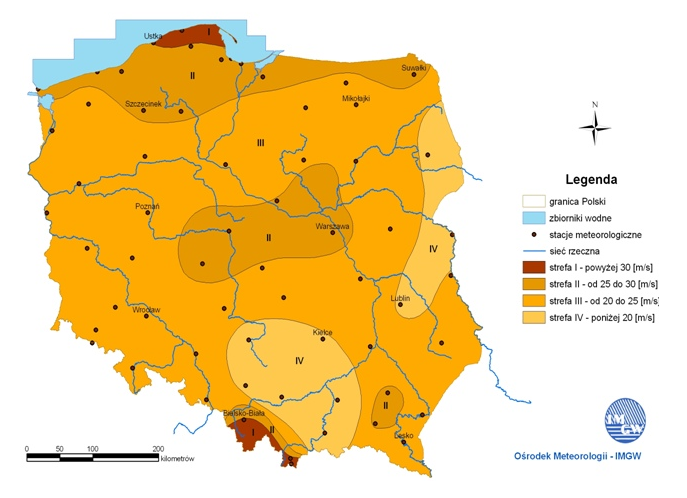 Ustka
I
Suwałki
II
Szczecinek
Mikołajki
III
N
Legenda
granica Polski
zbiorniki wodne
stacje meteorologiczne
sieć rzeczna
strefa I - powyżej 30 [m/s]
strefa II - od 25 do 30 [m/s]
strefa III - od 20 do 25 [m/s]
strefa IV - poniżej 20 [m/s]
Poznań
II
Warszawa
IV
Lublin
Wrocław
Kielce
IV
II
Bielsko-Biała
I
II
Lesko
0 50 100 200
kilometrów
IMGW
Ośrodek Meteorologii - IMGW